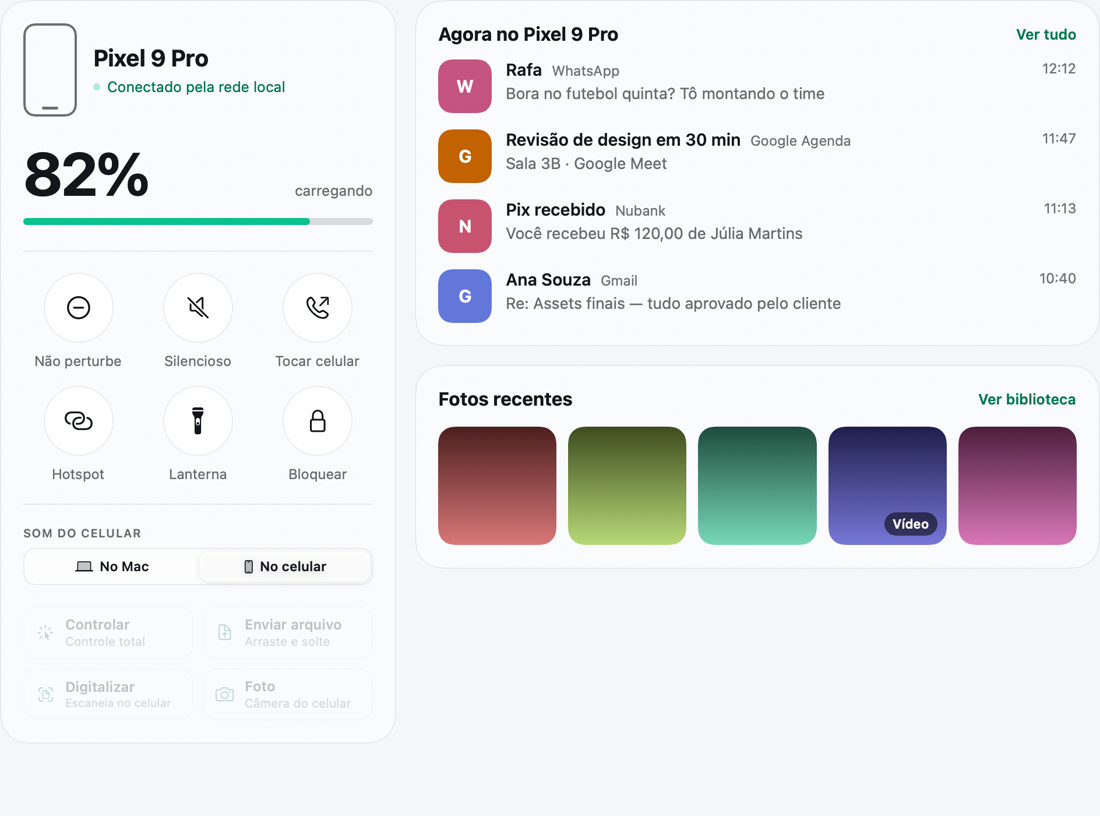 Pixel 9 Pro
Conectado pela rede local
82%
carregando
Não perturbe
Silencioso
Tocar celular
Hotspot
Lanterna
Bloquear
SOM DO CELULAR
No Mac
No celular
Controlar
Controle total
Enviar arquivo
Arraste e solte
Digitalizar
Escaneia no celular
Foto
Câmera do celular
Agora no Pixel 9 Pro
Ver tudo
W
Rafa WhatsApp
12:12
Bora no futebol quinta? Tô montando o time
G
Revisão de design em 30 min Google Agenda
11:47
Sala 3B · Google Meet
N
Pix recebido Nubank
11:13
Você recebeu R$ 120,00 de Júlia Martins
G
Ana Souza Gmail
10:40
Re: Assets finais — tudo aprovado pelo cliente
Fotos recentes
Ver biblioteca
Vídeo